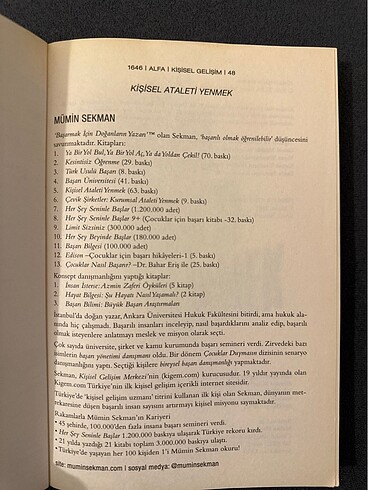 1646 | ALFA | KİŞİSEL GELİŞİM | 48
KİŞİSEL ATALETİ YENMEK
MÜMİN SEKMAN
'Başarmak İçin Doğanların Yazarı'™ olan Sekman, 'başarılı olmak öğrenilebilir' düşüncesini
savunmaktadır. Kitapları:
1. Ya Bir Yol Bul, Ya Bir Yol Aç, Ya da Yoldan Çekil! (70. baskı)
2. Kesintisiz Öğrenme (29. baskı)
3. Türk Usulü Başarı (8. baskı)
4. Başarı Üniversitesi (41. baskı)
5. Kişisel Ataleti Yenmek (63. baskı)
6. Çevik Şirketler: Kurumsal Ataleti Yenmek (9. baskı)
7. Her Şey Seninle Başlar (1.200.000 adet)
8. Her Şey Seninle Başlar 9+ (Çocuklar için başarı kitabı -32. baskı)
9. Limit Sizsiniz (300.000 adet)
10. Her Şey Beyinde Başlar (180.000 adet)
11. Başarı Bilgesi (100.000 adet)
12. Edison –Çocuklar için başarı hikâyeleri-1 (5. baskı)
13. Çocuklar Nasıl Başarır? –Dr. Bahar Eriş ile (25. baskı)
Konsept danışmanlığını yaptığı kitaplar:
1. İnsan İsterse: Azmin Zaferi Öyküleri (5 kitap)
2. Hayat Bilgisi: Şu Hayatı Nasıl Yaşamalı? (2 kitap)
3. Başarı Bilimi: Büyük Başarı Araştırmaları
İstanbul'da doğan yazar, Ankara Üniversitesi Hukuk Fakültesini bitirdi, ama hukuk ala-
nında hiç çalışmadı. Başarılı insanları inceleyip, nasıl başardıklarını analiz edip, başarılı
olmak isteyenlere anlatmayı meslek ve misyon olarak seçti.
Çok sayıda üniversite, şirket ve kamu kurumunda başarı semineri verdi. Zirvedeki bazı
isimlerin başarı yönetimi danışmanı oldu. Bir dönem Çocuklar Duymasın dizisinin senaryo
danışmanlığını yaptı. Seçtiği kişilere bireysel başarı danışmanlığı yapmaktadır.
Sekman, Kişisel Gelişim Merkezi'nin (kigem.com) kurucusudur. 19 yıldır yayında olan
Kigem.com Türkiye'nin ilk kişisel gelişim içerikli internet sitesidir.
Türkiye'de 'kişisel gelişim uzmanı' titrini kullanan ilk kişi olan Sekman, dünyanın met-
rekaresine düşen başarılı insan sayısını artırmayı kişisel misyonu saymaktadır.
Rakamlarla Mümin Sekman'ın Kariyeri
• 45 şehirde, 100.000'den fazla insana başarı semineri verdi.
• Her Şey Seninle Başlar 1.200.000 baskıya ulaşarak Türkiye rekoru kırdı.
• 21 yılda yazdığı 21 kitabı toplam 3.000.000 baskıya ulaştı.
• Türkiye'de yaşayan her 100 kişiden 1'i Mümin Sekman okuru!
site: muminsekman.com | sosyal medya: @muminsekman